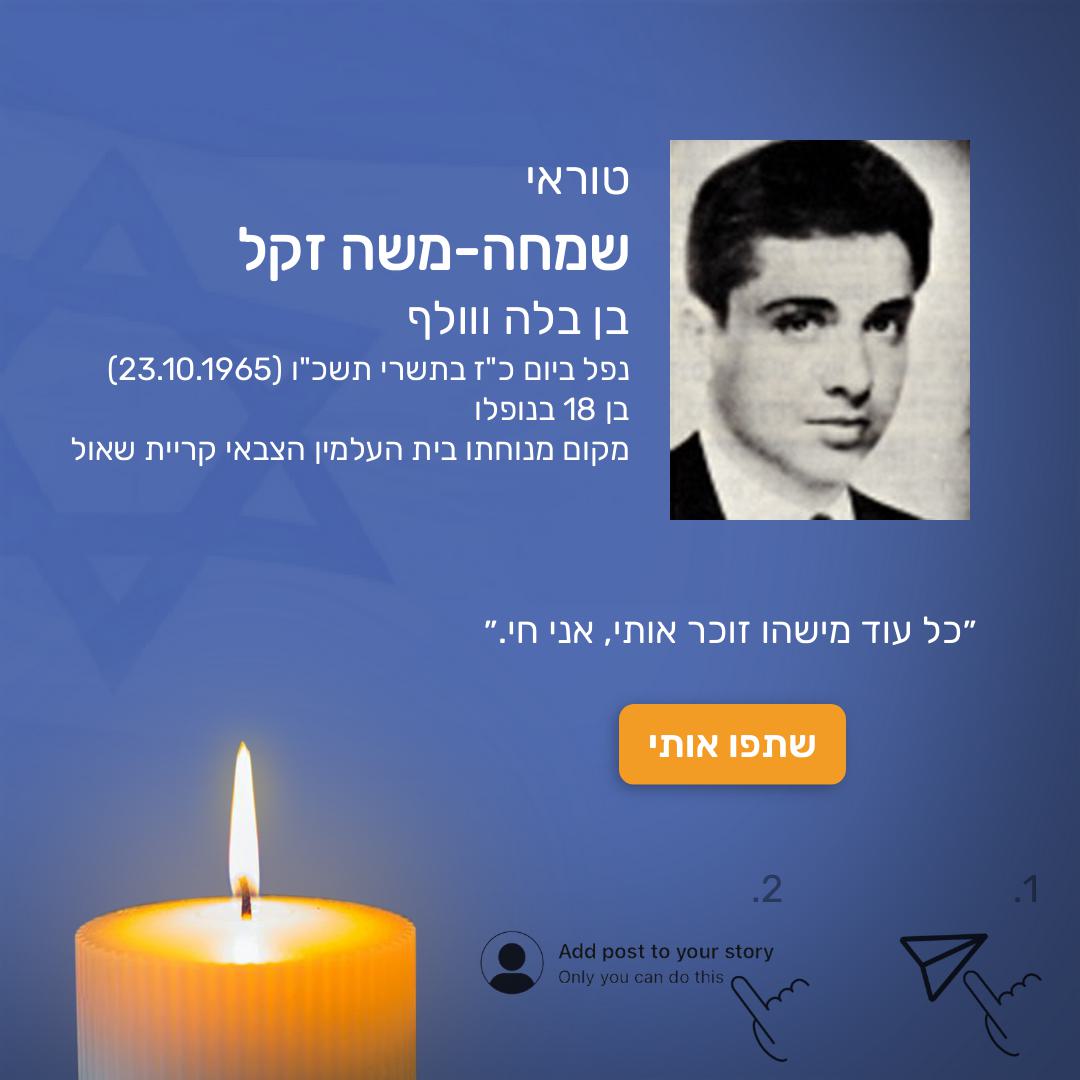 טוראי
שמחה-משה זקל
בן בלה ווולף
נפל ביום כ"ז בתשרי תשכ"ו (23.10.1965)
בן 18 בנופלו
מקום מנוחתו בית העלמין הצבאי קריית שאול
״כל עוד מישהו זוכר אותי, אני חי.״
שתפו אותי
1.
2.
Add post to your story
Only you can do this